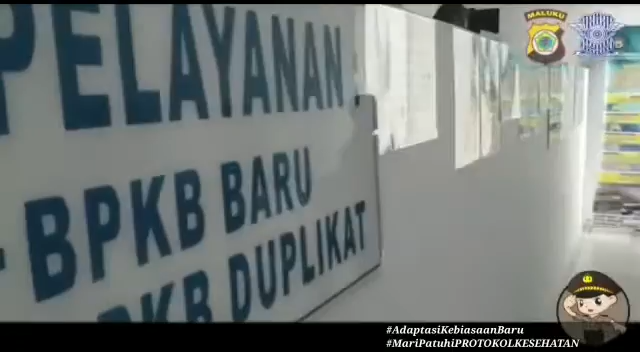 MALUKU
PELAYANAN
- BPKB BARU
BPKB DUPLIKAT
#AdaptasiKebiasaanBaru
#MariPatuhiPROTOKOLKESEHATAN